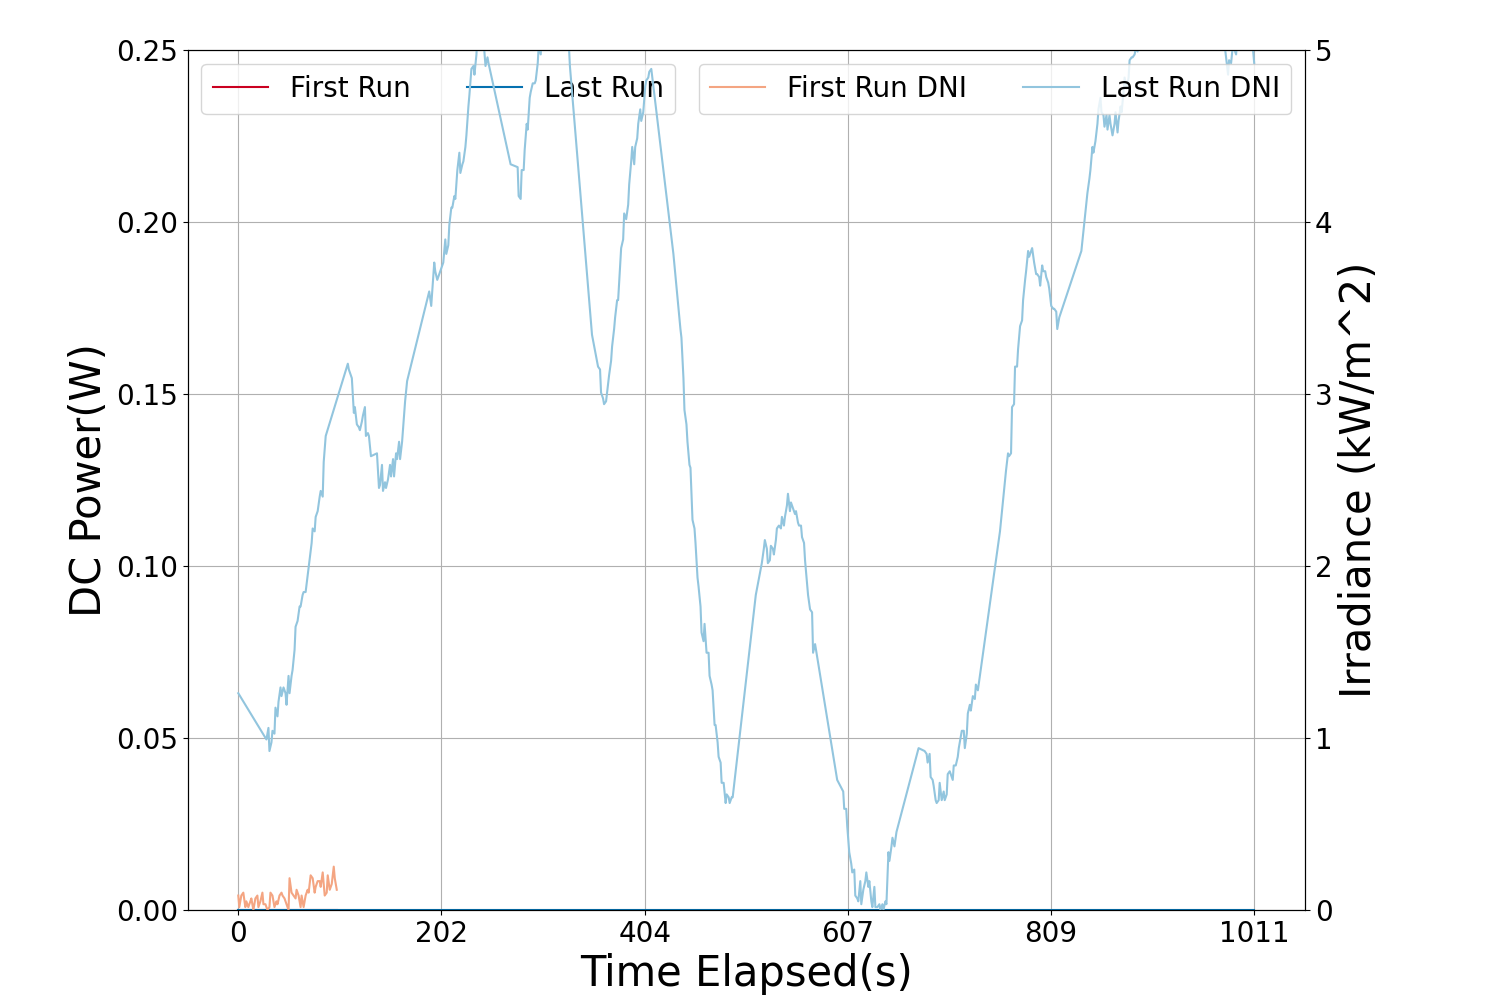 First Run
Last Run
First Run DNI
Last Run DNI
DC Power(W)
0.25
0.20
0.15
0.10
0.05
0.00
5
4
3
2
1
0
Irradiance (kW/m^2)
0 202 404 607 809 1011
Time Elapsed(s)